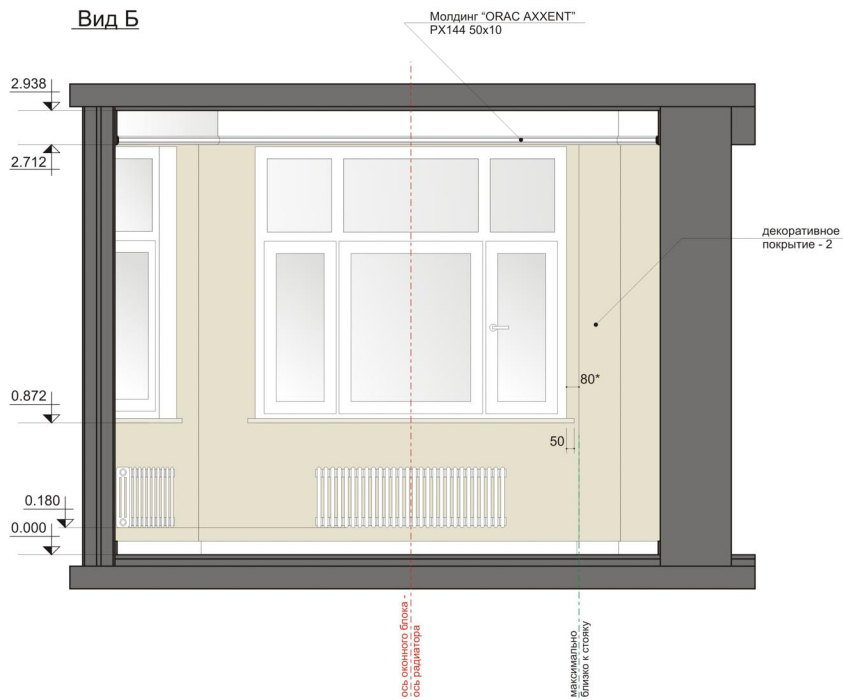 Вид Б
Молдинг “ORAC AXXENT”
PX144 50x10
2.938
2.712
декоративное
покрытие - 2
0.872
80*
50
0.180
0.000
ось оконного блока -
ось радиатора
максимально
близко к стояку